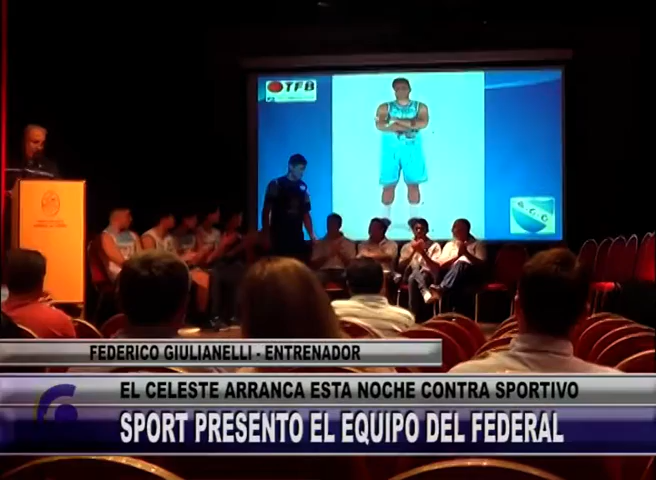 TFB
FEDERICO GIULIANELLI - ENTRENADOR
EL CELESTE ARRANCA ESTA NOCHE CONTRA SPORTIVO
SPORT PRESENTO EL EQUIPO DEL FEDERAL